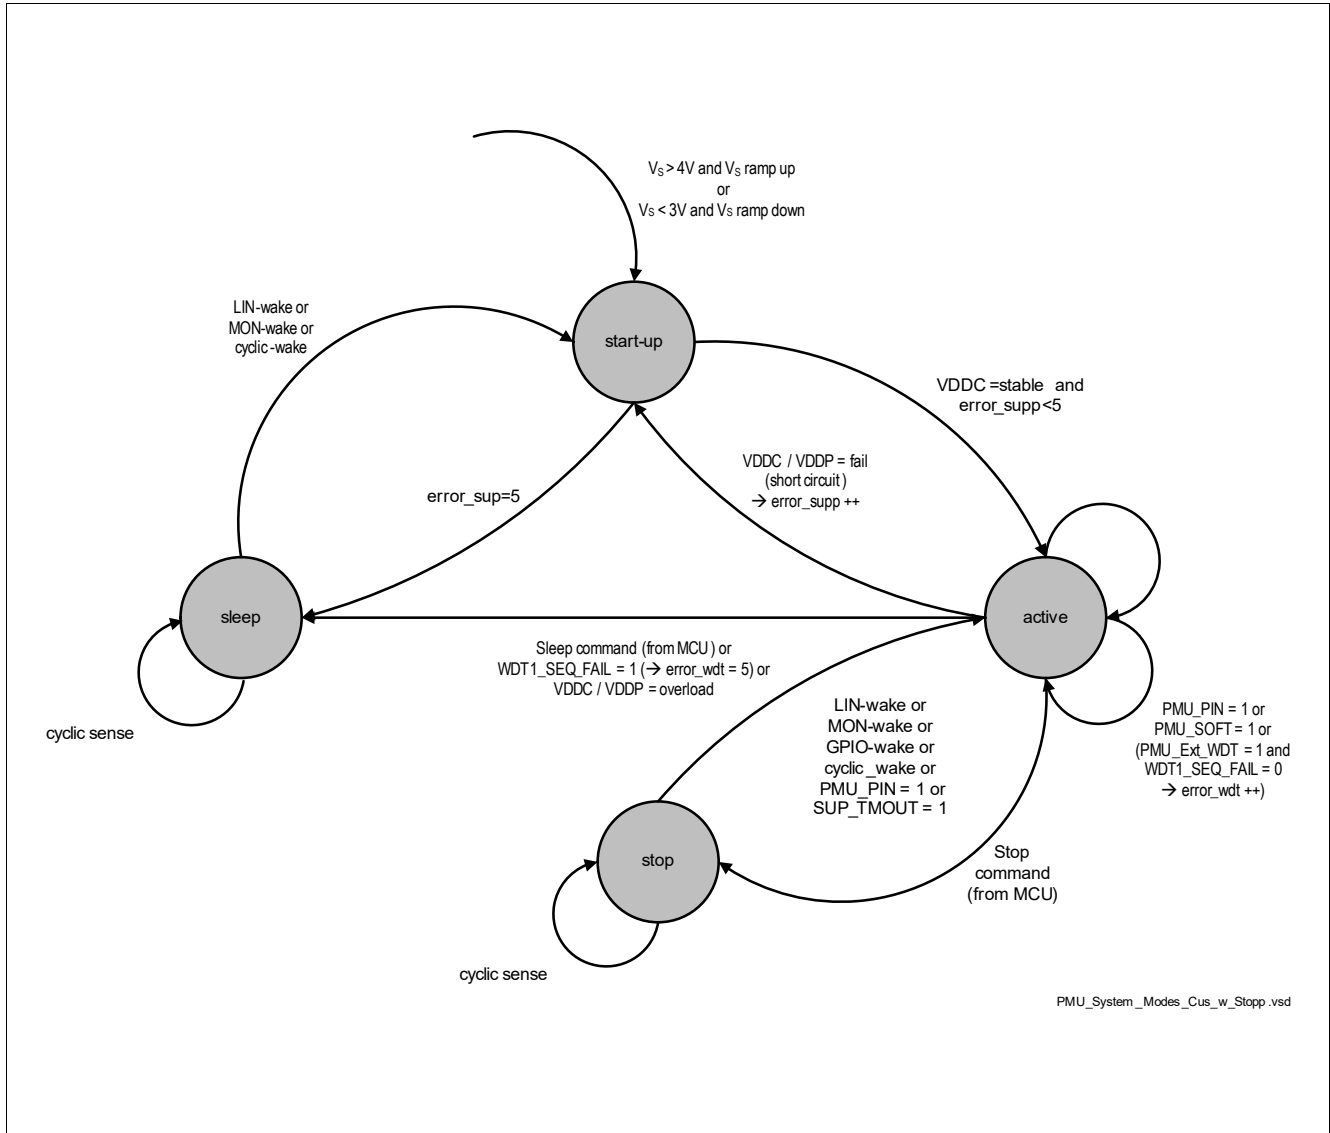 V_S > 4V and V_S ramp up
or
V_S < 3V and V_S ramp down
LIN-wake or
MON-wake or
cyclic-wake
start-up
VDDC =stable and
error_supp<5
VDDC / VDDP = fail
(short circuit)
→ error_supp ++
error_sup=5
sleep
active
Sleep command (from MCU) or
WDT1_SEQ_FAIL = 1 (→ error_wdt = 5) or
VDDC / VDDP = overload
cyclic sense
LIN-wake or
MON-wake or
GPIO-wake or
cyclic_wake or
PMU_PIN = 1 or
SUP_TMOUT = 1
PMU_PIN = 1 or
PMU_SOFT = 1 or
(PMU_Ext_WDT = 1 and
WDT1_SEQ_FAIL = 0
→ error_wdt ++)
stop
Stop
command
(from MCU)
cyclic sense
PMU_System_Modes_Cus_w_Stopp.vsd